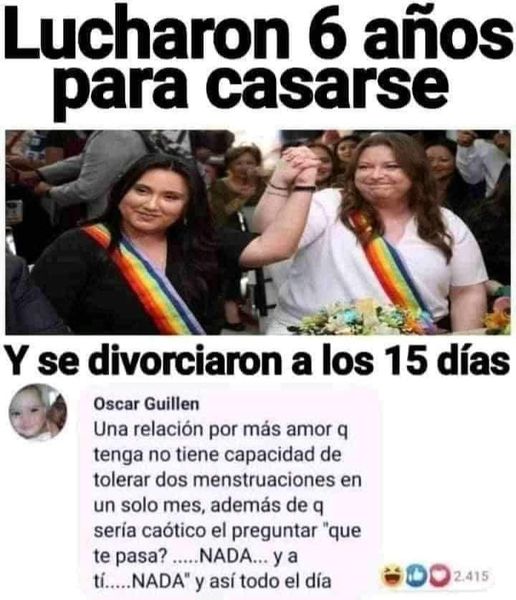 Lucharon 6 años
para casarse
Y se divorciaron a los 15 días
Oscar Guillen
Una relación por más amor q
tenga no tiene capacidad de
tolerar dos menstruaciones en
un solo mes, además de q
sería caótico el preguntar "que
te pasa? .....NADA... y a
tí.....NADA" y así todo el día
2.415